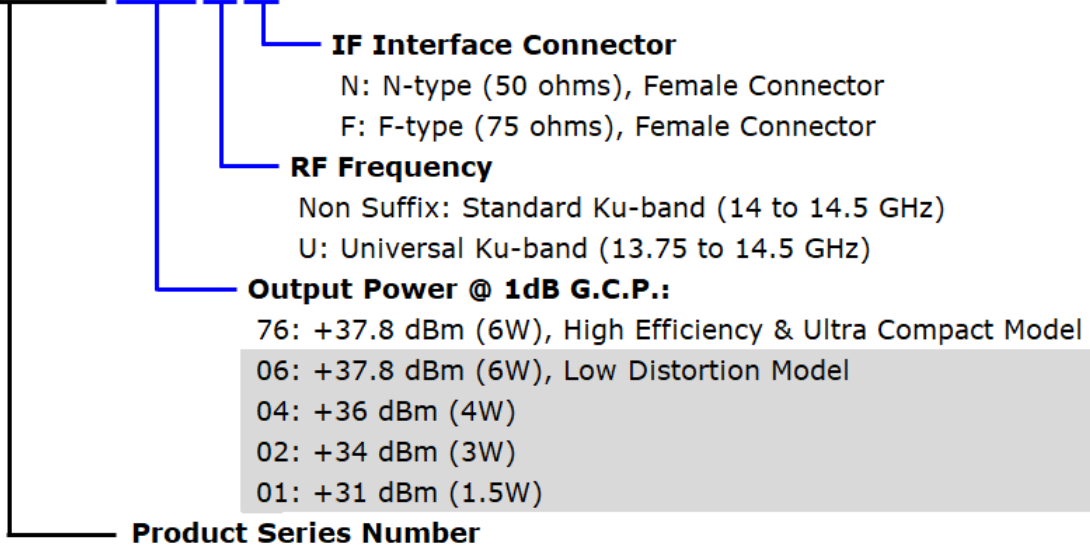 IF Interface Connector
N: N-type (50 ohms), Female Connector
F: F-type (75 ohms), Female Connector
RF Frequency
Non Suffix: Standard Ku-band (14 to 14.5 GHz)
U: Universal Ku-band (13.75 to 14.5 GHz)
Output Power @ 1dB G.C.P.:
76: +37.8 dBm (6W), High Efficiency & Ultra Compact Model
06: +37.8 dBm (6W), Low Distortion Model
04: +36 dBm (4W)
02: +34 dBm (3W)
01: +31 dBm (1.5W)
Product Series Number